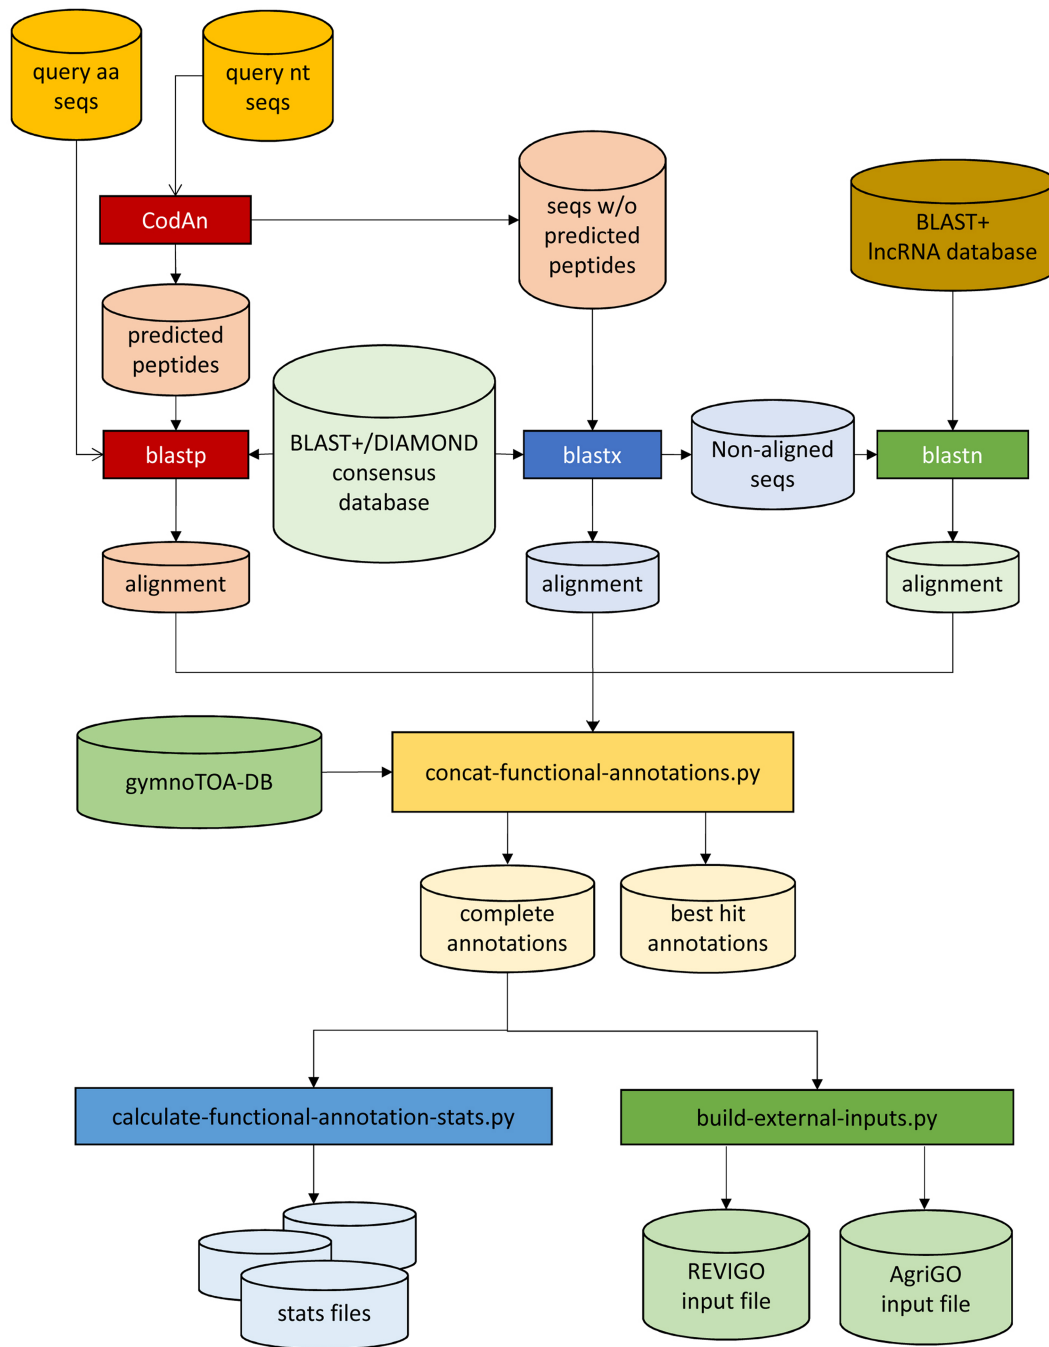 query aa
seqs
query nt
seqs
CodAn
seqs w/o
predicted
peptides
BLAST+
lncRNA database
predicted
peptides
BLAST+/DIAMOND
consensus
database
blastp
blastx
Non-aligned
seqs
blastn
alignment
alignment
alignment
gymnoTOA-DB
concat-functional-annotations.py
complete
annotations
best hit
annotations
calculate-functional-annotation-stats.py
build-external-inputs.py
stats files
REVIGO
input file
AgriGO
input file